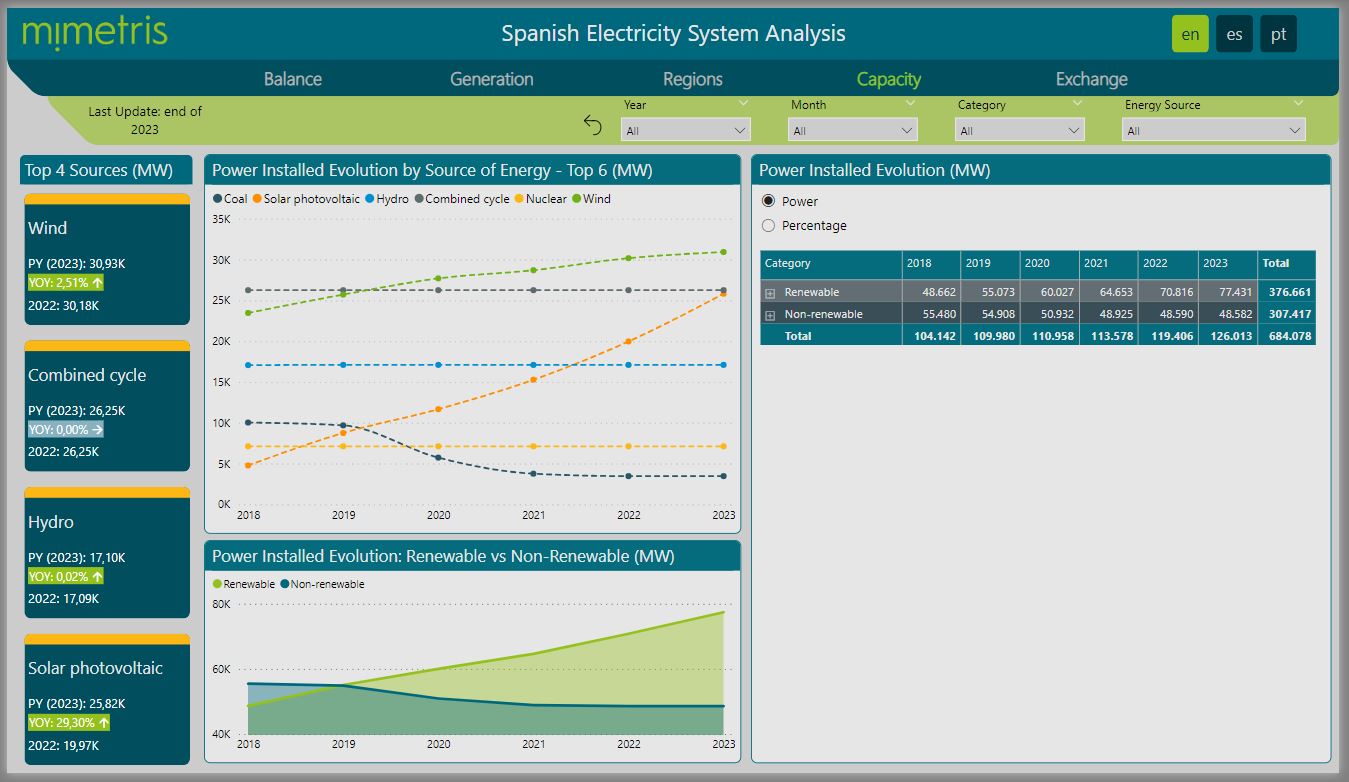 mimetris
Spanish Electricity System Analysis
en es pt
Balance Generation Regions Capacity Exchange
Last Update: end of
2023
Year Month Category Energy Source
All All All All
Top 4 Sources (MW)
Wind
PY (2023): 30,93K
YOY: 2,51% ↑
2022: 30,18K
Combined cycle
PY (2023): 26,25K
YOY: 0,00% →
2022: 26,25K
Hydro
PY (2023): 17,10K
YOY: 0,02% ↑
2022: 17,09K
Solar photovoltaic
PY (2023): 25,82K
YOY: 29,30% ↑
2022: 19,97K
Power Installed Evolution by Source of Energy - Top 6 (MW)
Coal Solar photovoltaic Hydro Combined cycle Nuclear Wind
35K
30K
25K
20K
15K
10K
5K
0K
2018 2019 2020 2021 2022 2023
Power Installed Evolution: Renewable vs Non-Renewable (MW)
Renewable Non-renewable
80K
60K
40K
2018 2019 2020 2021 2022 2023
Power Installed Evolution (MW)
Power
Percentage
Category 2018 2019 2020 2021 2022 2023 Total
Renewable 48.662 55.073 60.027 64.653 70.816 77.431 376.661
Non-renewable 55.480 54.908 50.932 48.925 48.590 48.582 307.417
Total 104.142 109.980 110.958 113.578 119.406 126.013 684.078